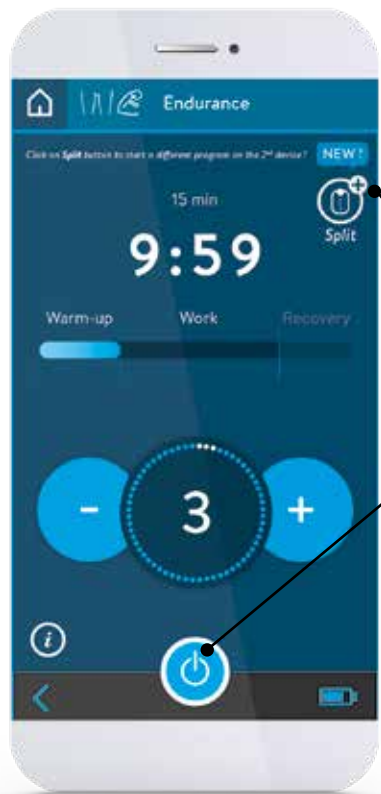 Endurance
Click on Split button to start a different program on the 2nd device!
NEW!
15 min
Split
9:59
Warm-up Work Recovery
- 3 +
i